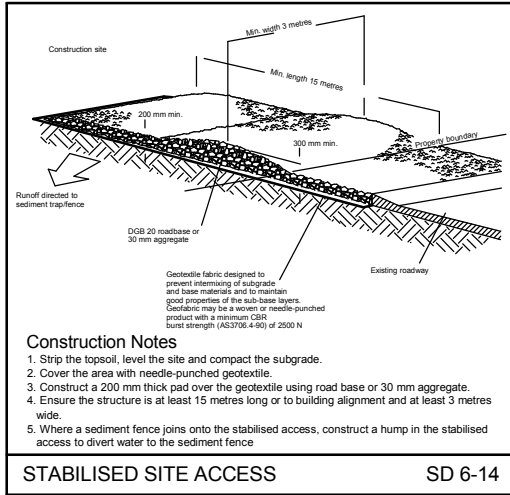 Construction site
Min. width 3 metres
Min. length 15 metres
200 mm min.
300 mm min.
Property boundary
Runoff directed to
sediment trap/fence
DGB 20 roadbase or
30 mm aggregate
Existing roadway
Geotextile fabric designed to
prevent intermixing of subgrade
and base materials and to maintain
good properties of the sub-base layers.
Geofabric may be a woven or needle-punched
product with a minimum CBR
burst strength (AS3706.4-90) of 2500 N
Construction Notes
1. Strip the topsoil, level the site and compact the subgrade.
2. Cover the area with needle-punched geotextile.
3. Construct a 200 mm thick pad over the geotextile using road base or 30 mm aggregate.
4. Ensure the structure is at least 15 metres long or to building alignment and at least 3 metres
wide.
5. Where a sediment fence joins onto the stabilised access, construct a hump in the stabilised
access to divert water to the sediment fence
STABILISED SITE ACCESS SD 6-14